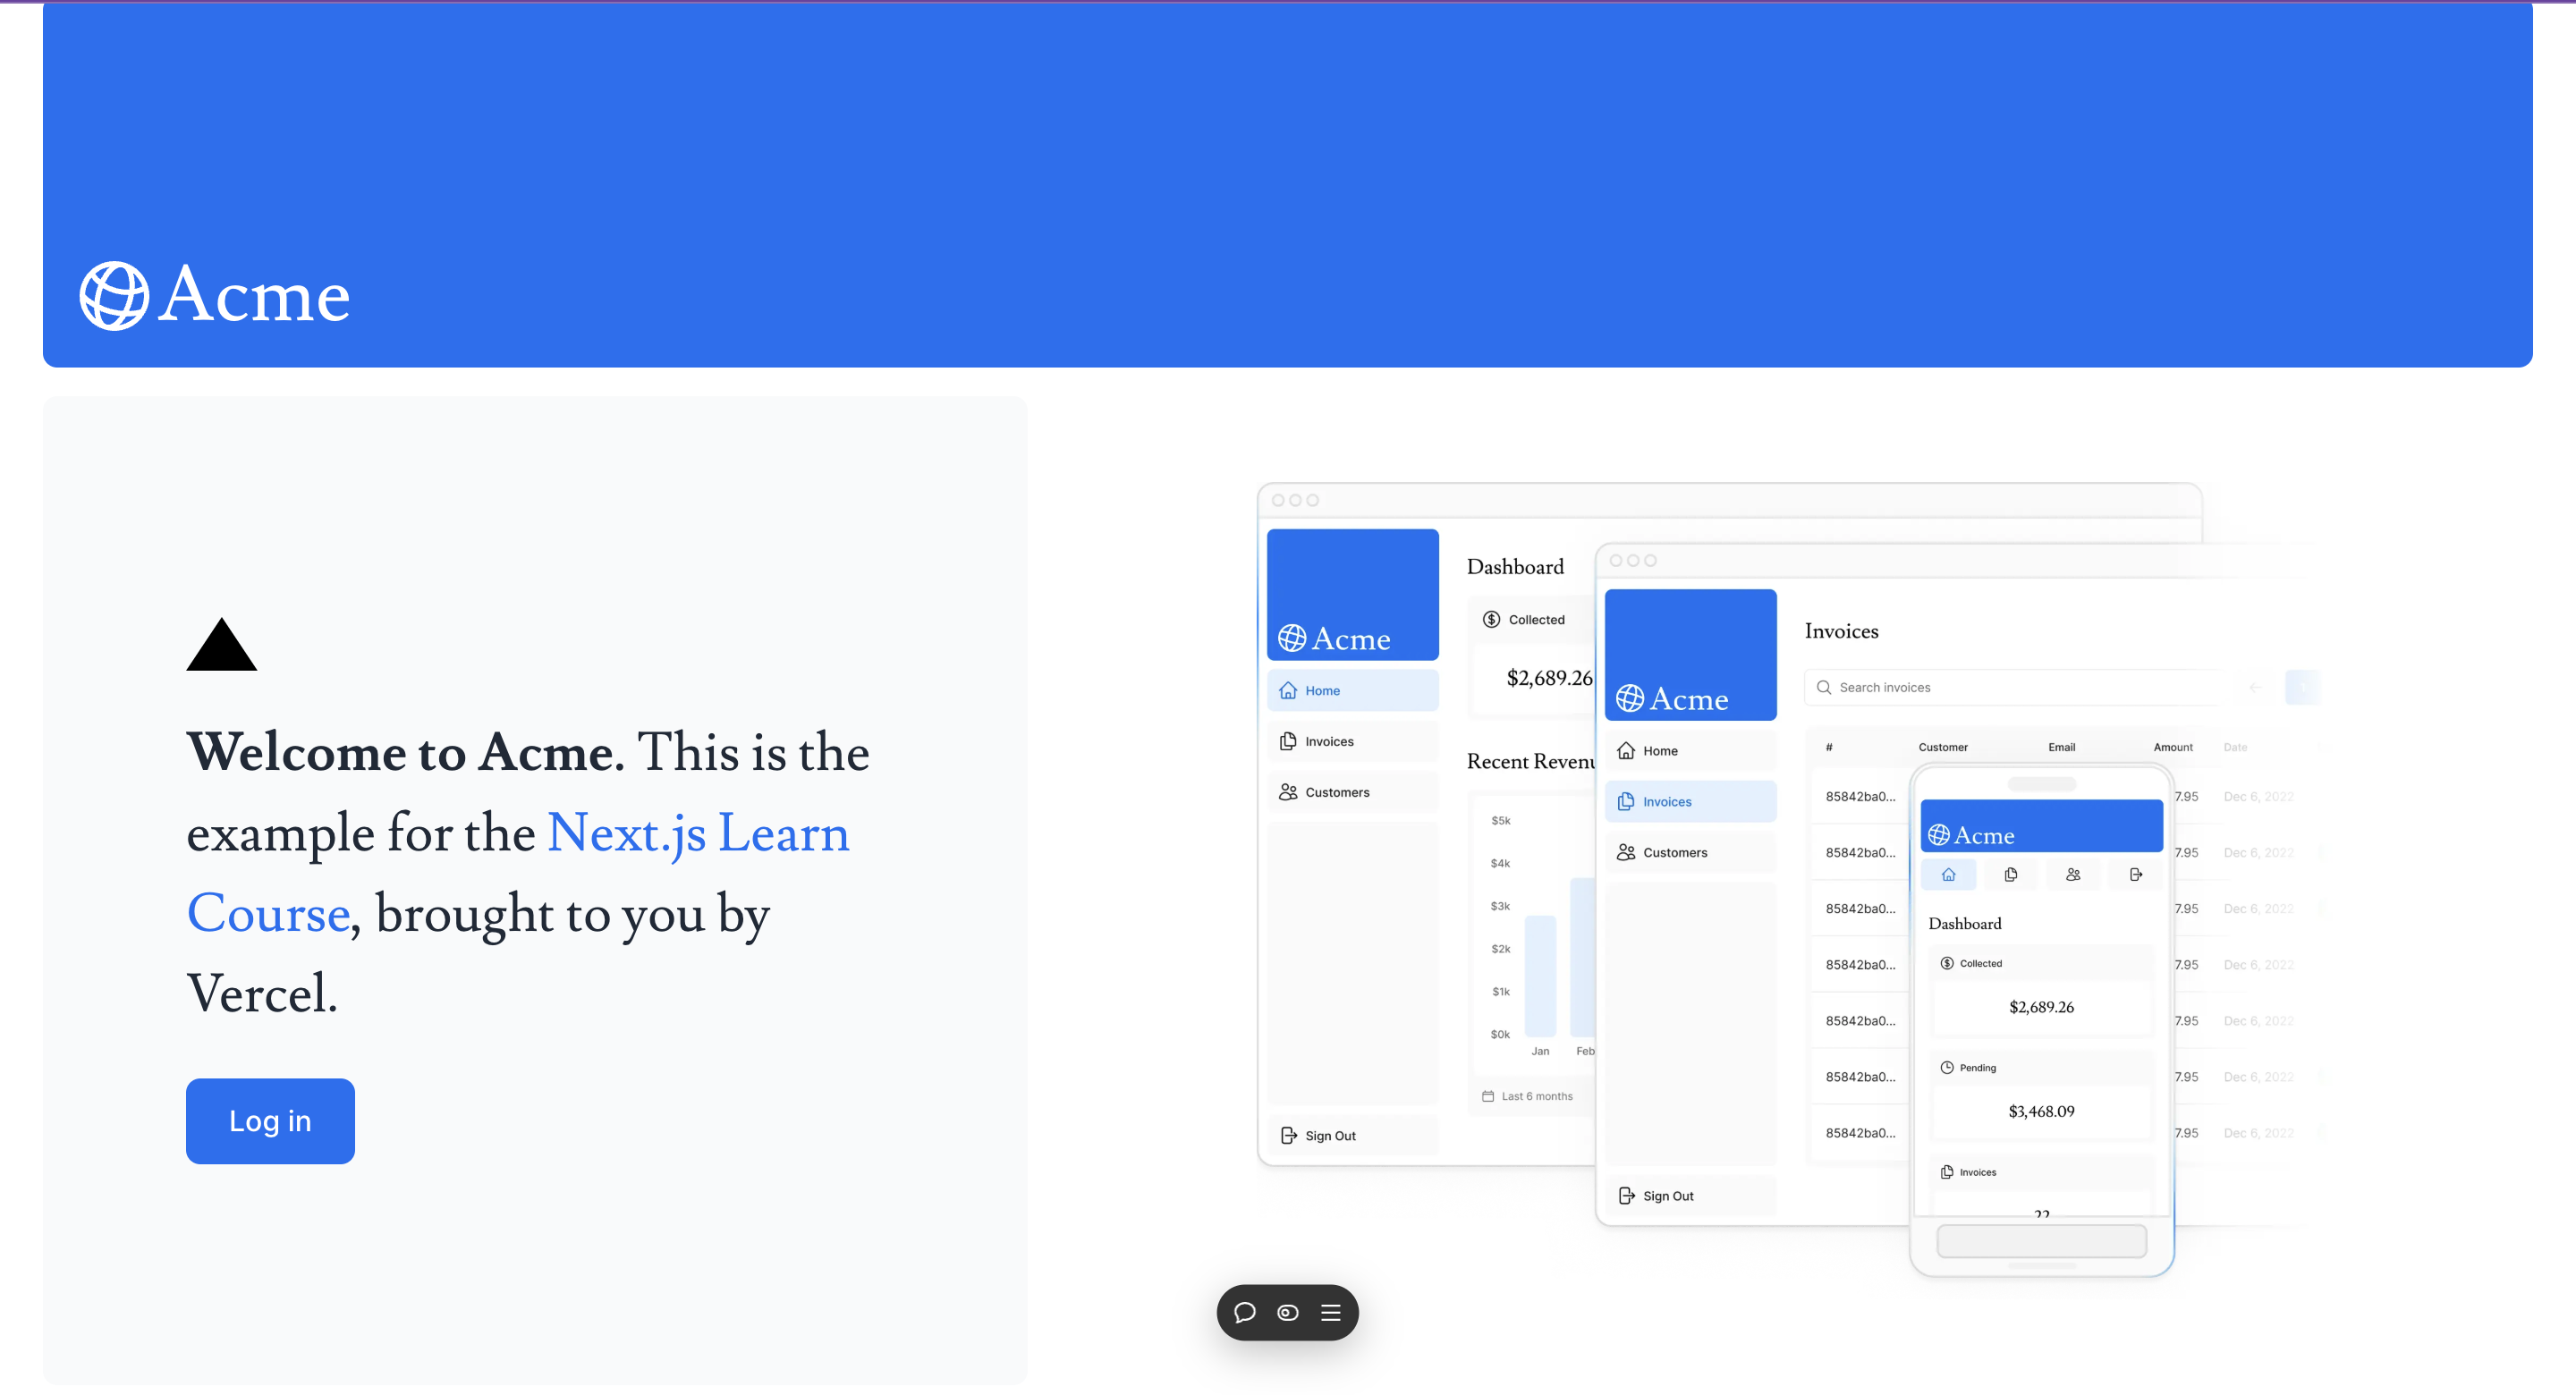 Acme
Welcome to Acme. This is the
example for the Next.js Learn
Course, brought to you by
Vercel.
Log in
Acme
Home
Invoices
Customers
Sign Out
Dashboard
Collected
$2,689.26
Recent Revenu
$5k
$4k
$3k
$2k
$1k
$0k
Jan Feb
Last 6 months
Acme
Home
Invoices
Customers
Sign Out
Invoices
Search invoices
# Customer Email Amount Date
85842ba0... 7.95 Dec 6, 2022
85842ba0... 7.95 Dec 6, 2022
85842ba0... 7.95 Dec 6, 2022
85842ba0... 7.95 Dec 6, 2022
85842ba0... 7.95 Dec 6, 2022
85842ba0... 7.95 Dec 6, 2022
85842ba0... 7.95 Dec 6, 2022
Acme
Dashboard
Collected
$2,689.26
Pending
$3,468.09
Invoices
22